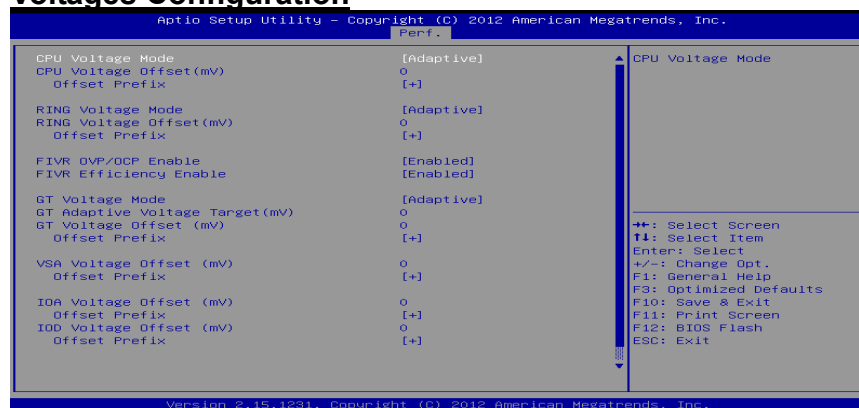 Voltages Configuration
Aptio Setup Utility – Copyright (C) 2012 American Megatrends, Inc.
Perf.
CPU Voltage Mode [Adaptive]
CPU Voltage Offset(mV) 0
Offset Prefix [+]
RING Voltage Mode [Adaptive]
RING Voltage Offset(mV) 0
Offset Prefix [+]
FIVR OVP/OCP Enable [Enabled]
FIVR Efficiency Enable [Enabled]
GT Voltage Mode [Adaptive]
GT Adaptive Voltage Target(mV) 0
GT Voltage Offset (mV) 0
Offset Prefix [+]
VSA Voltage Offset (mV) 0
Offset Prefix [+]
IOA Voltage Offset (mV) 0
Offset Prefix [+]
IOD Voltage Offset (mV) 0
Offset Prefix [+]
CPU Voltage Mode
→←: Select Screen
↑↓: Select Item
Enter: Select
+/-: Change Opt.
F1: General Help
F3: Optimized Defaults
F10: Save & Exit
F11: Print Screen
F12: BIOS Flash
ESC: Exit
Version 2.15.1231. Copyright (C) 2012 American Megatrends, Inc.